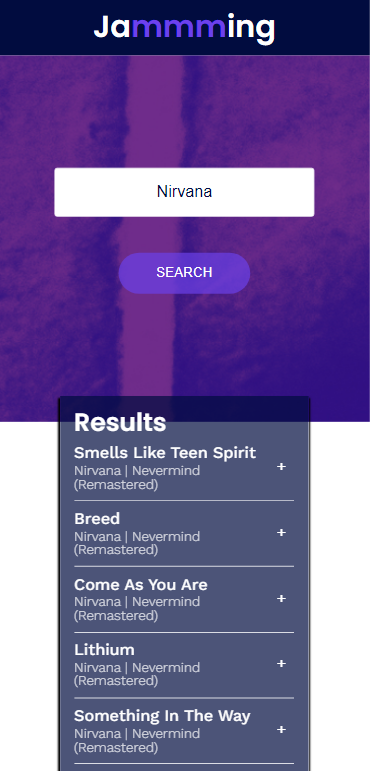 Jammming
Nirvana
SEARCH
Results
Smells Like Teen Spirit
Nirvana | Nevermind
(Remastered)
+
Breed
Nirvana | Nevermind
(Remastered)
+
Come As You Are
Nirvana | Nevermind
(Remastered)
+
Lithium
Nirvana | Nevermind
(Remastered)
+
Something In The Way
Nirvana | Nevermind
(Remastered)
+